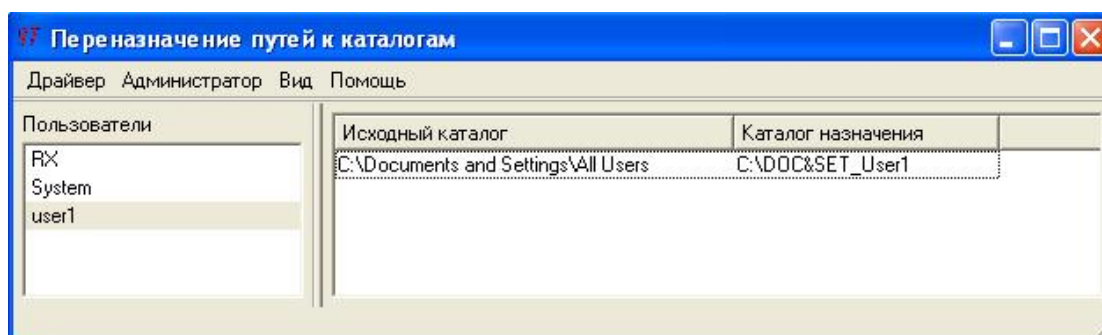 Переназначение путей к каталогам
Драйвер Администратор Вид Помощь
Пользователи
Исходный каталог Каталог назначения
RX
C:\Documents and Settings\All Users C:\DOC&SET_User1
System
user1